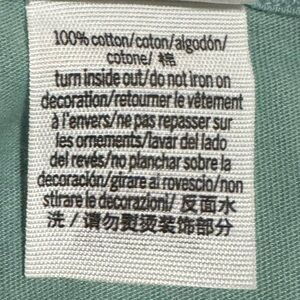 100% cotton/coton/algodón/
cotone/ 棉
turn inside out/do not iron on
decoration/retourner le vêtement
à l'envers/ne pas repasser sur
les ornements/lavar del lado
del revés/no planchar sobre la
decoración/girare al rovescio/non
stirare le decorazioni/ 反面水
洗 / 请勿熨烫装饰部分